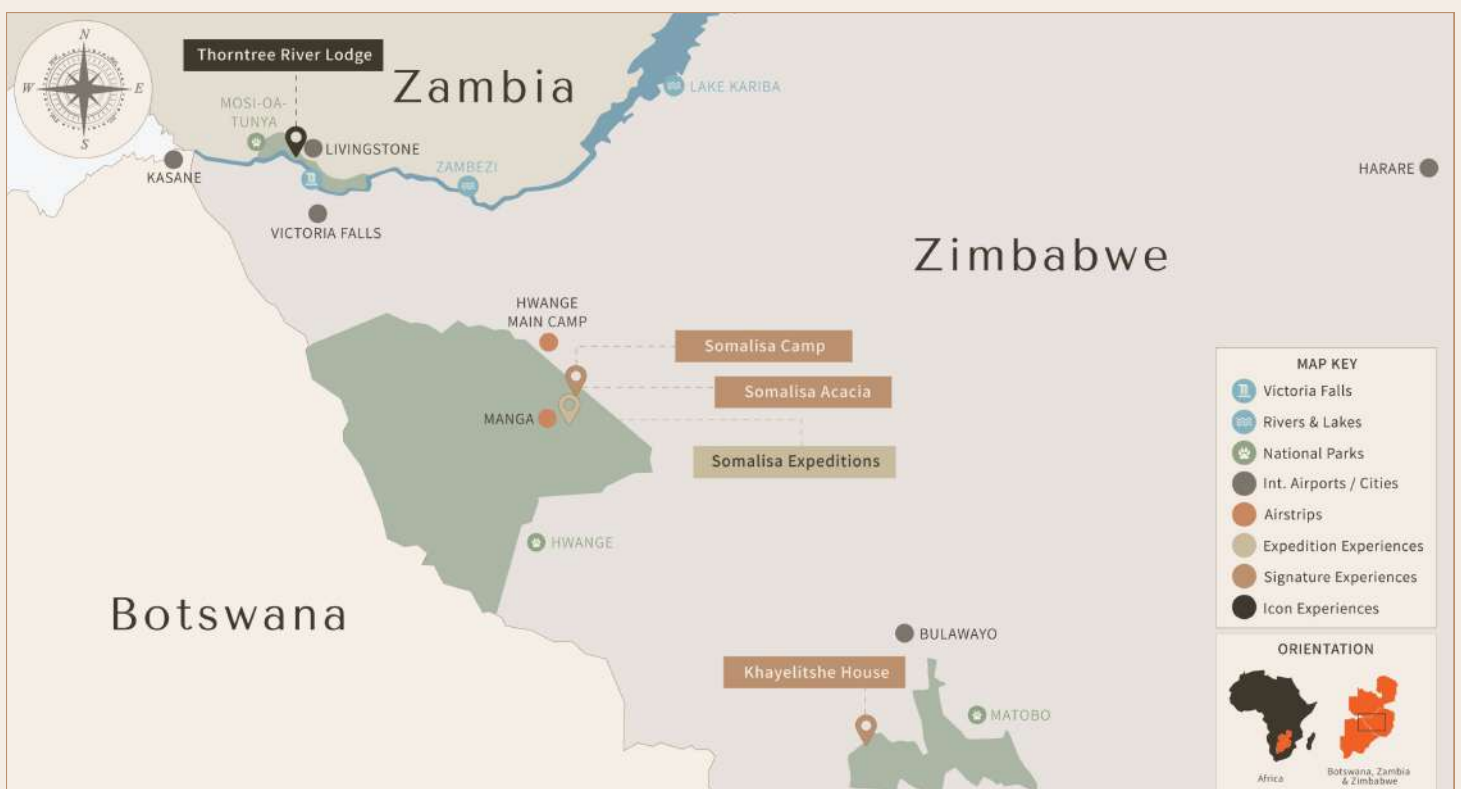 N
W
E
S
Thorntree River Lodge
Zambia
MOSI-OA-
TUNYA
LAKE KARIBA
LIVINGSTONE
KASANE
ZAMBEZI
HARARE
VICTORIA FALLS
Zimbabwe
HWANGE
MAIN CAMP
Somalisa Camp
Somalisa Acacia
MANGA
Somalisa Expeditions
HWANGE
Botswana
BULAWAYO
Khayelitshe House
MATOBO
MAP KEY
Victoria Falls
Rivers & Lakes
National Parks
Int. Airports / Cities
Airstrips
Expedition Experiences
Signature Experiences
Icon Experiences
ORIENTATION
Africa
Botswana, Zambia
& Zimbabwe